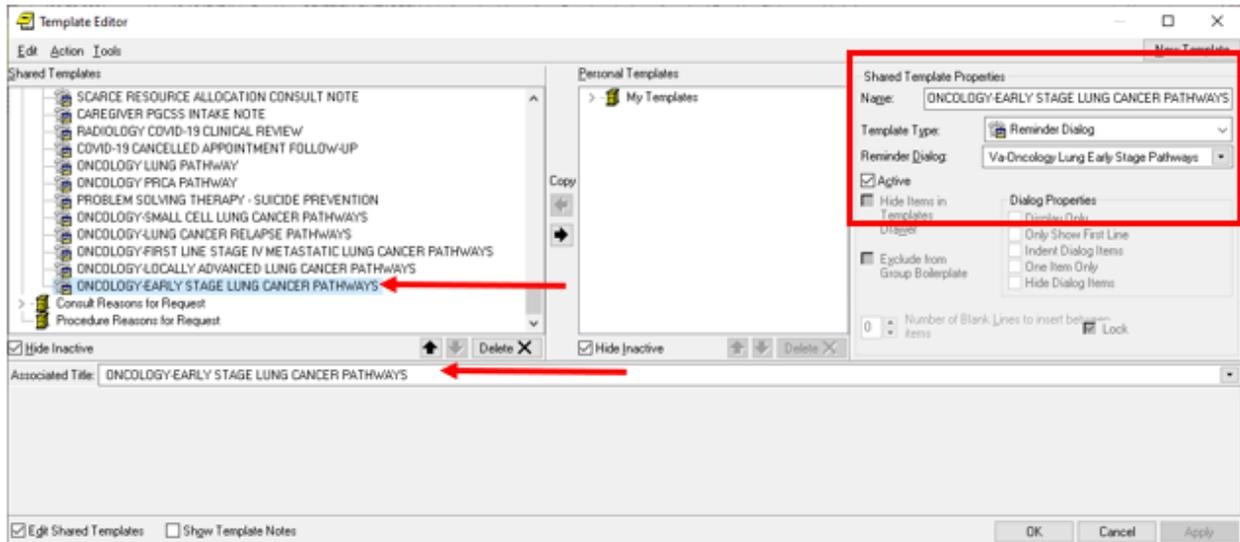 Template Editor
Edit Action Tools
New Template
Shared Templates
SCARCE RESOURCE ALLOCATION CONSULT NOTE
CAREGIVER PGCSS INTAKE NOTE
RADIOLOGY COVID-19 CLINICAL REVIEW
COVID-19 CANCELLED APPOINTMENT FOLLOW-UP
ONCOLOGY LUNG PATHWAY
ONCOLOGY PRCA PATHWAY
PROBLEM SOLVING THERAPY - SUICIDE PREVENTION
ONCOLOGY-SMALL CELL LUNG CANCER PATHWAYS
ONCOLOGY-LUNG CANCER RELAPSE PATHWAYS
ONCOLOGY-FIRST LINE STAGE IV METASTATIC LUNG CANCER PATHWAYS
ONCOLOGY-LOCALLY ADVANCED LUNG CANCER PATHWAYS
ONCOLOGY-EARLY STAGE LUNG CANCER PATHWAYS
Consult Reasons for Request
Procedure Reasons for Request
Hide Inactive
Delete X
Copy
Personal Templates
My Templates
Hide Inactive
Delete X
Shared Template Properties
Name: ONCOLOGY-EARLY STAGE LUNG CANCER PATHWAYS
Template Type: Reminder Dialog
Reminder Dialog: Va-Oncology Lung Early Stage Pathways
Active
Hide Items in
Templates
Drawer
Exclude from
Group Boilerplate
Dialog Properties
Display Only
Only Show First Line
Indent Dialog Items
One Item Only
Hide Dialog Items
0 Number of Blank Lines to insert between
items
Lock
Associated Title: ONCOLOGY-EARLY STAGE LUNG CANCER PATHWAYS
Edit Shared Templates Show Template Notes
OK Cancel Apply